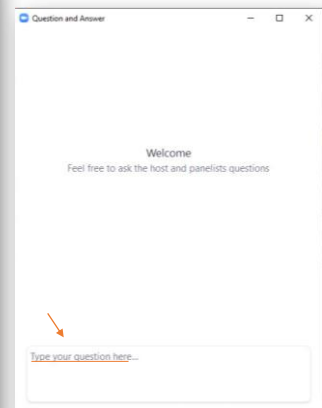 Question and Answer
Welcome
Feel free to ask the host and panelists questions
Type your question here...